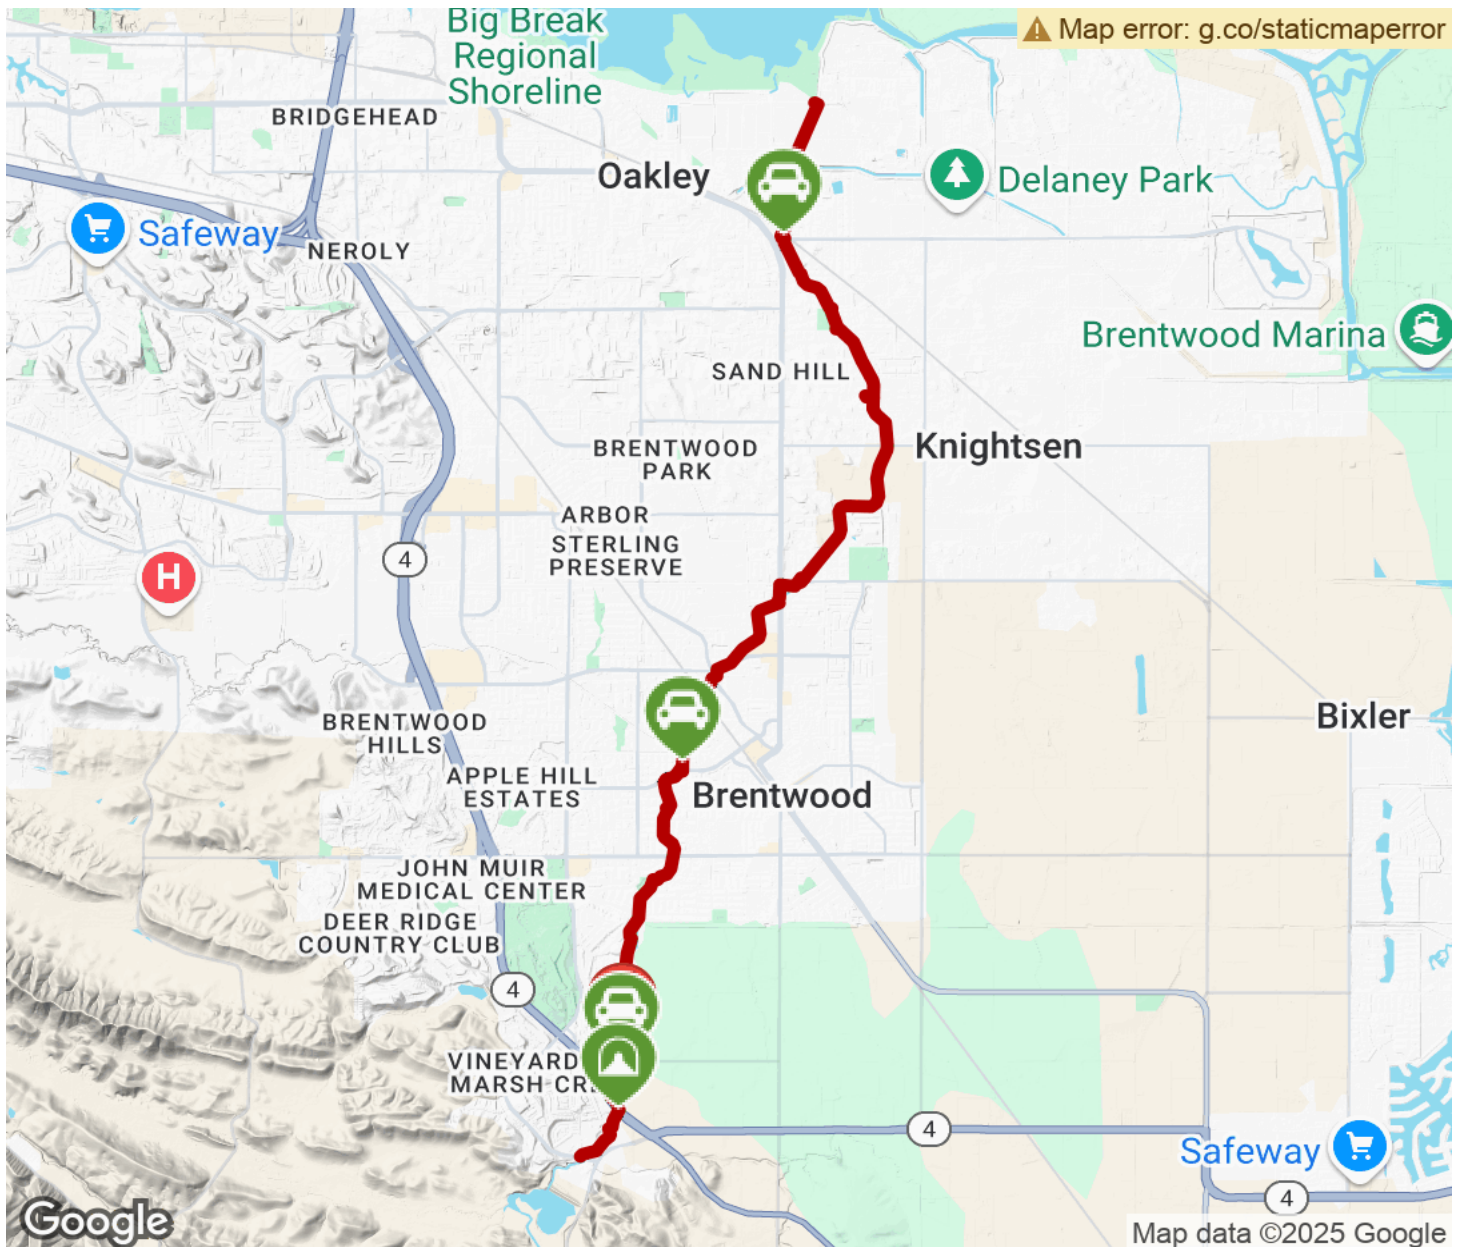 Big Break
Regional
Shoreline
Map error: g.co/staticmaperror
BRIDGEHEAD
Oakley
Delaney Park
Safeway
NEROLY
Brentwood Marina
SAND HILL
BRENTWOOD
PARK
Knightsen
ARBOR
STERLING
PRESERVE
4
H
BRENTWOOD
HILLS
Bixler
APPLE HILL
ESTATES
Brentwood
JOHN MUIR
MEDICAL CENTER
DEER RIDGE
COUNTRY CLUB
4
VINEYARD
MARSH CR
4
Safeway
4
Google
Map data ©2025 Google